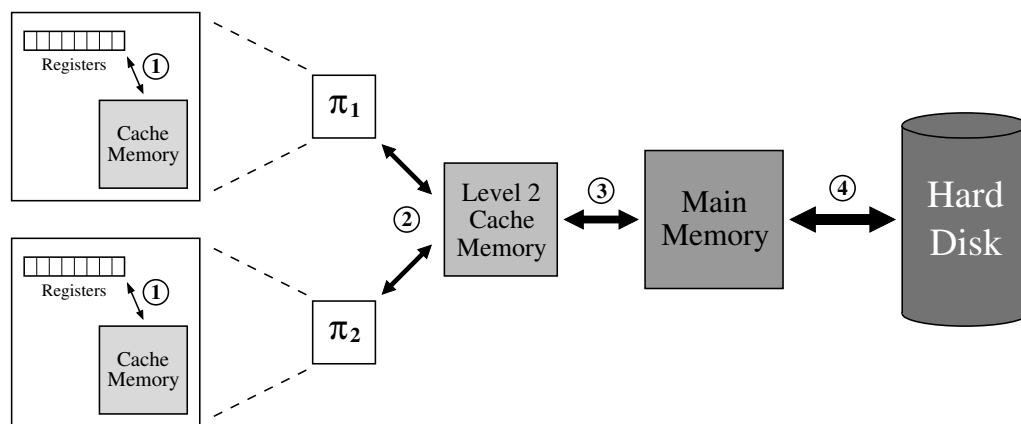 Registers
1
Cache
Memory
π1
Registers
1
Cache
Memory
π2
2
Level 2
Cache
Memory
3
Main
Memory
4
Hard
Disk